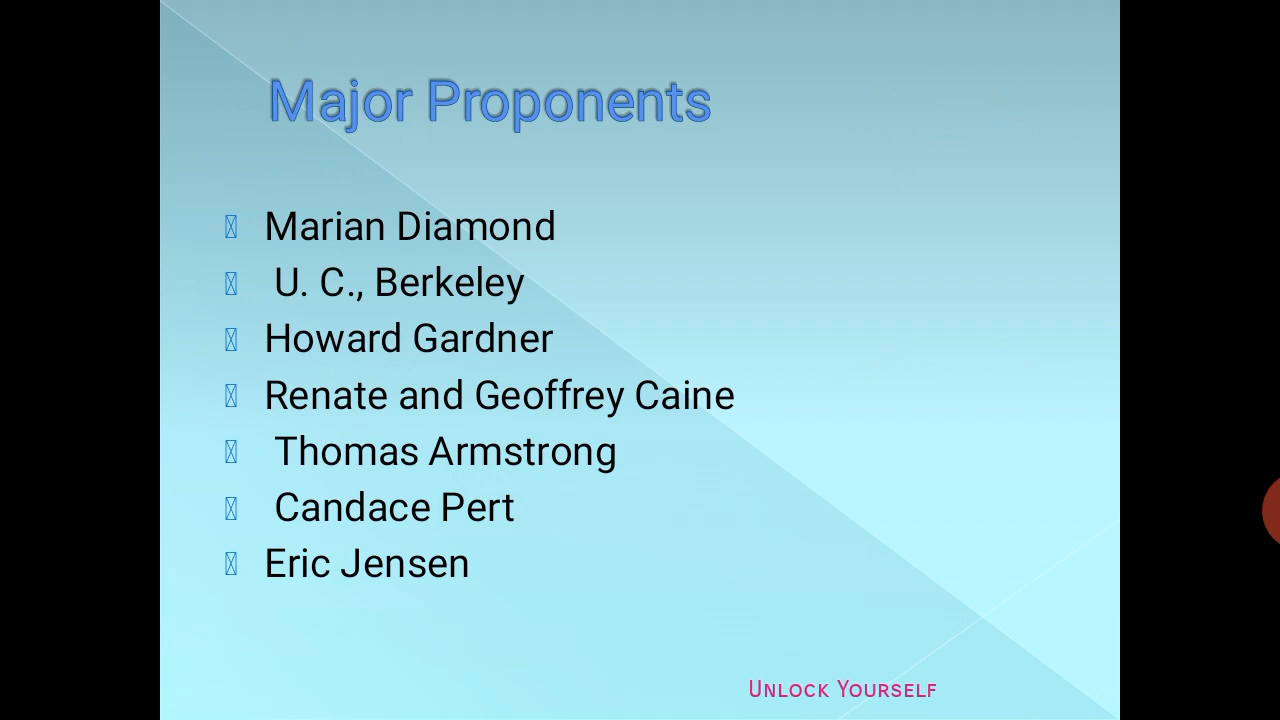 Major Proponents
Marian Diamond
U. C., Berkeley
Howard Gardner
Renate and Geoffrey Caine
Thomas Armstrong
Candace Pert
Eric Jensen
Unlock Yourself